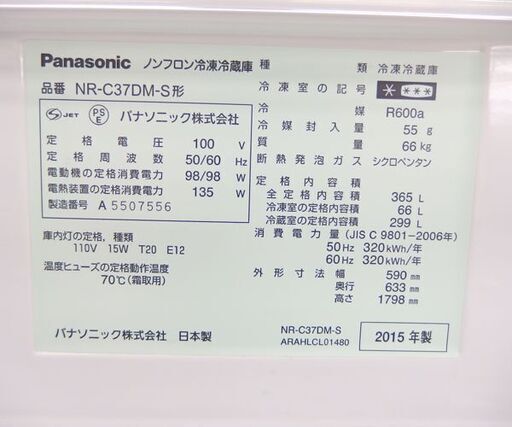 Panasonic ノンフロン冷凍冷蔵庫
品番 NR-C37DM-S形
JET PSE パナソニック株式会社
定格電圧 100 V
定格周波数 50/60 Hz
電動機の定格消費電力 98/98 W
電熱装置の定格消費電力 135 W
製造番号 A 5507556
庫内灯の定格，種類
110V 15W T20 E12
温度ヒューズの定格動作温度
70℃(霜取用)
パナソニック株式会社 日本製
種類 冷凍冷蔵庫
冷凍室の記号 * ***
冷媒 R600a
冷媒封入量 55 g
質量 66 kg
断熱発泡ガス シクロペンタン
定格内容積
全定格内容積 365 L
冷凍室の定格内容積 66 L
冷蔵室の定格内容積 299 L
消費電力量(JIS C 9801-2006年)
50 Hz 320 kWh/年
60 Hz 320 kWh/年
外形寸法 幅 590 mm
奥行 633 mm
高さ 1798 mm
NR-C37DM-S
ARAHLCL01480
2015 年製